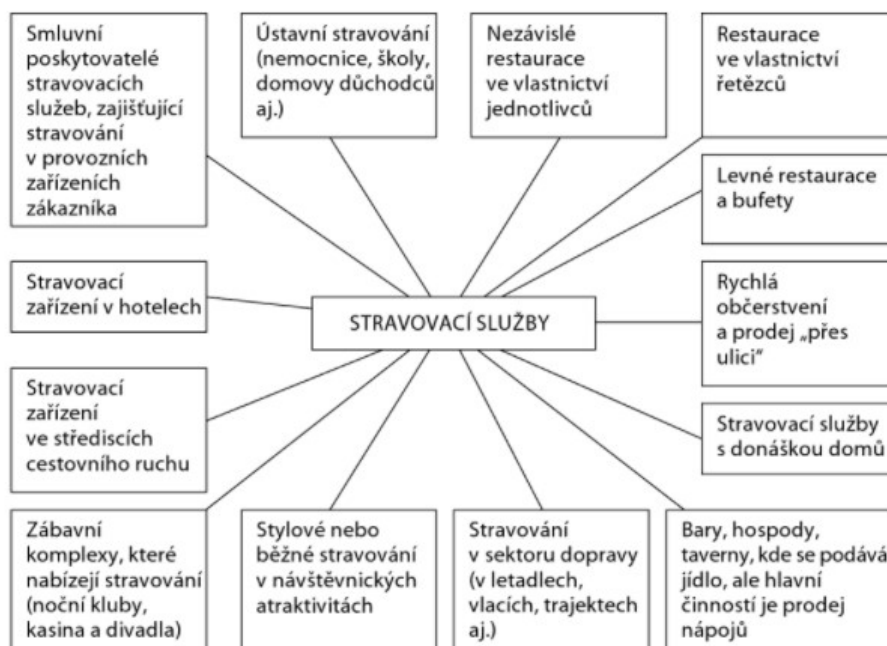 Smluvní
poskytovatelé
stravovacích
služeb, zajišťující
stravování
v provozních
zařízeních
zákazníka
Ústavní stravování
(nemocnice, školy,
domovy důchodců
aj.)
Nezávislé
restaurace
ve vlastnictví
jednotlivců
Restaurace
ve vlastnictví
řetězců
Levné restaurace
a bufety
Stravovací
zařízení v hotelech
STRAVOVACÍ SLUŽBY
Rychlá
občerstvení
a prodej „přes
ulici“
Stravovací
zařízení
ve střediscích
cestovního ruchu
Stravovací služby
s donáškou domů
Zábavní
komplexy, které
nabízejí stravování
(noční kluby,
kasina a divadla)
Stylové nebo
běžné stravování
v návštěvnických
atraktivitách
Stravování
v sektoru dopravy
(v letadlech,
vlacích, trajektech
aj.)
Bary, hospody,
taverny, kde se podává
jídlo, ale hlavní
činností je prodej
nápojů